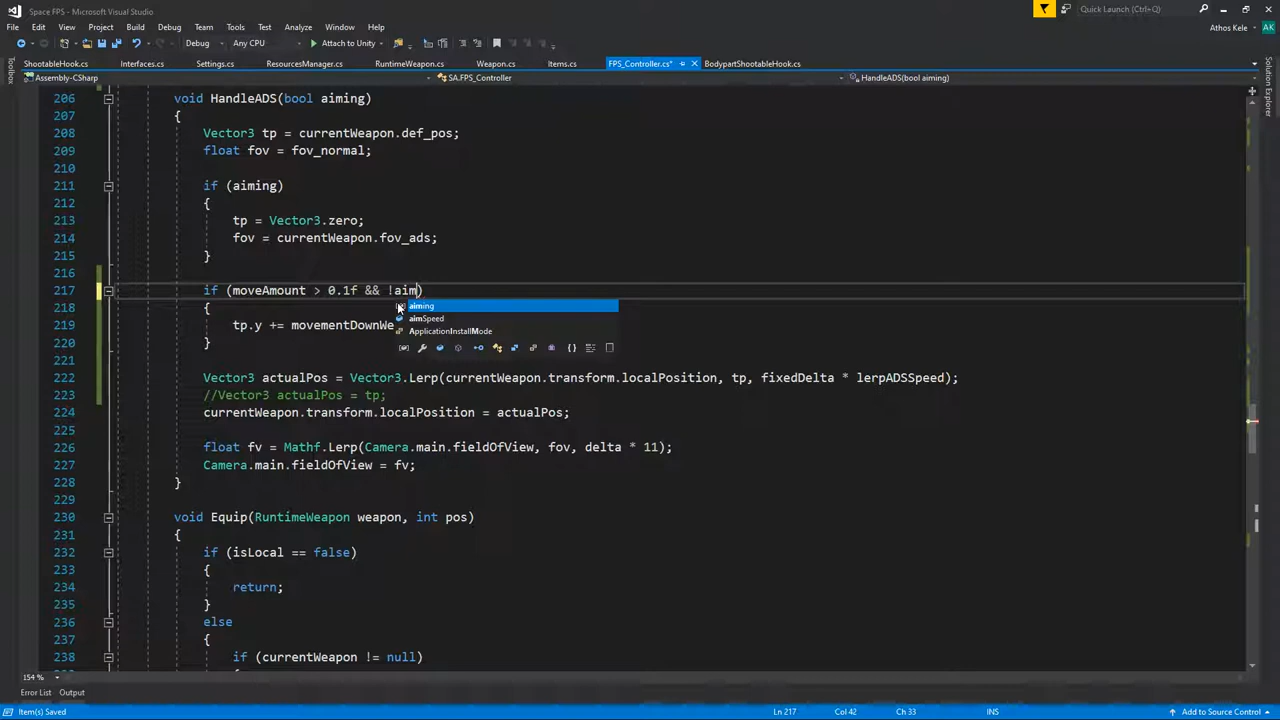 Space FPS - Microsoft Visual Studio
Quick Launch (Ctrl+Q)
File Edit View Project Build Debug Team Tools Test Analyze Window Help
Athos Kele AK
Debug Any CPU Attach to Unity
ShootableHook.cs Interfaces.cs Settings.cs ResourcesManager.cs RuntimeWeapon.cs Weapon.cs Items.cs FPS_Controller.cs* BodypartShootableHook.cs
Assembly-CSharp SA.FPS_Controller HandleADS(bool aiming)
Toolbox
Solution Explorer
206 void HandleADS(bool aiming)
207 {
208 Vector3 tp = currentWeapon.def_pos;
209 float fov = fov_normal;
210
211 if (aiming)
212 {
213 tp = Vector3.zero;
214 fov = currentWeapon.fov_ads;
215 }
216
217 if (moveAmount > 0.1f && !aim)
218 {
aiming
aimSpeed
219 tp.y += movementDownWe
ApplicationInstallMode
220 }
221
222 Vector3 actualPos = Vector3.Lerp(currentWeapon.transform.localPosition, tp, fixedDelta * lerpADSSpeed);
223 //Vector3 actualPos = tp;
224 currentWeapon.transform.localPosition = actualPos;
225
226 float fv = Mathf.Lerp(Camera.main.fieldOfView, fov, delta * 11);
227 Camera.main.fieldOfView = fv;
228 }
229
230 void Equip(RuntimeWeapon weapon, int pos)
231 {
232 if (isLocal == false)
233 {
234 return;
235 }
236 else
237 {
238 if (currentWeapon != null)
154 %
Error List Output
Item(s) Saved Ln 217 Col 42 Ch 33 INS Add to Source Control